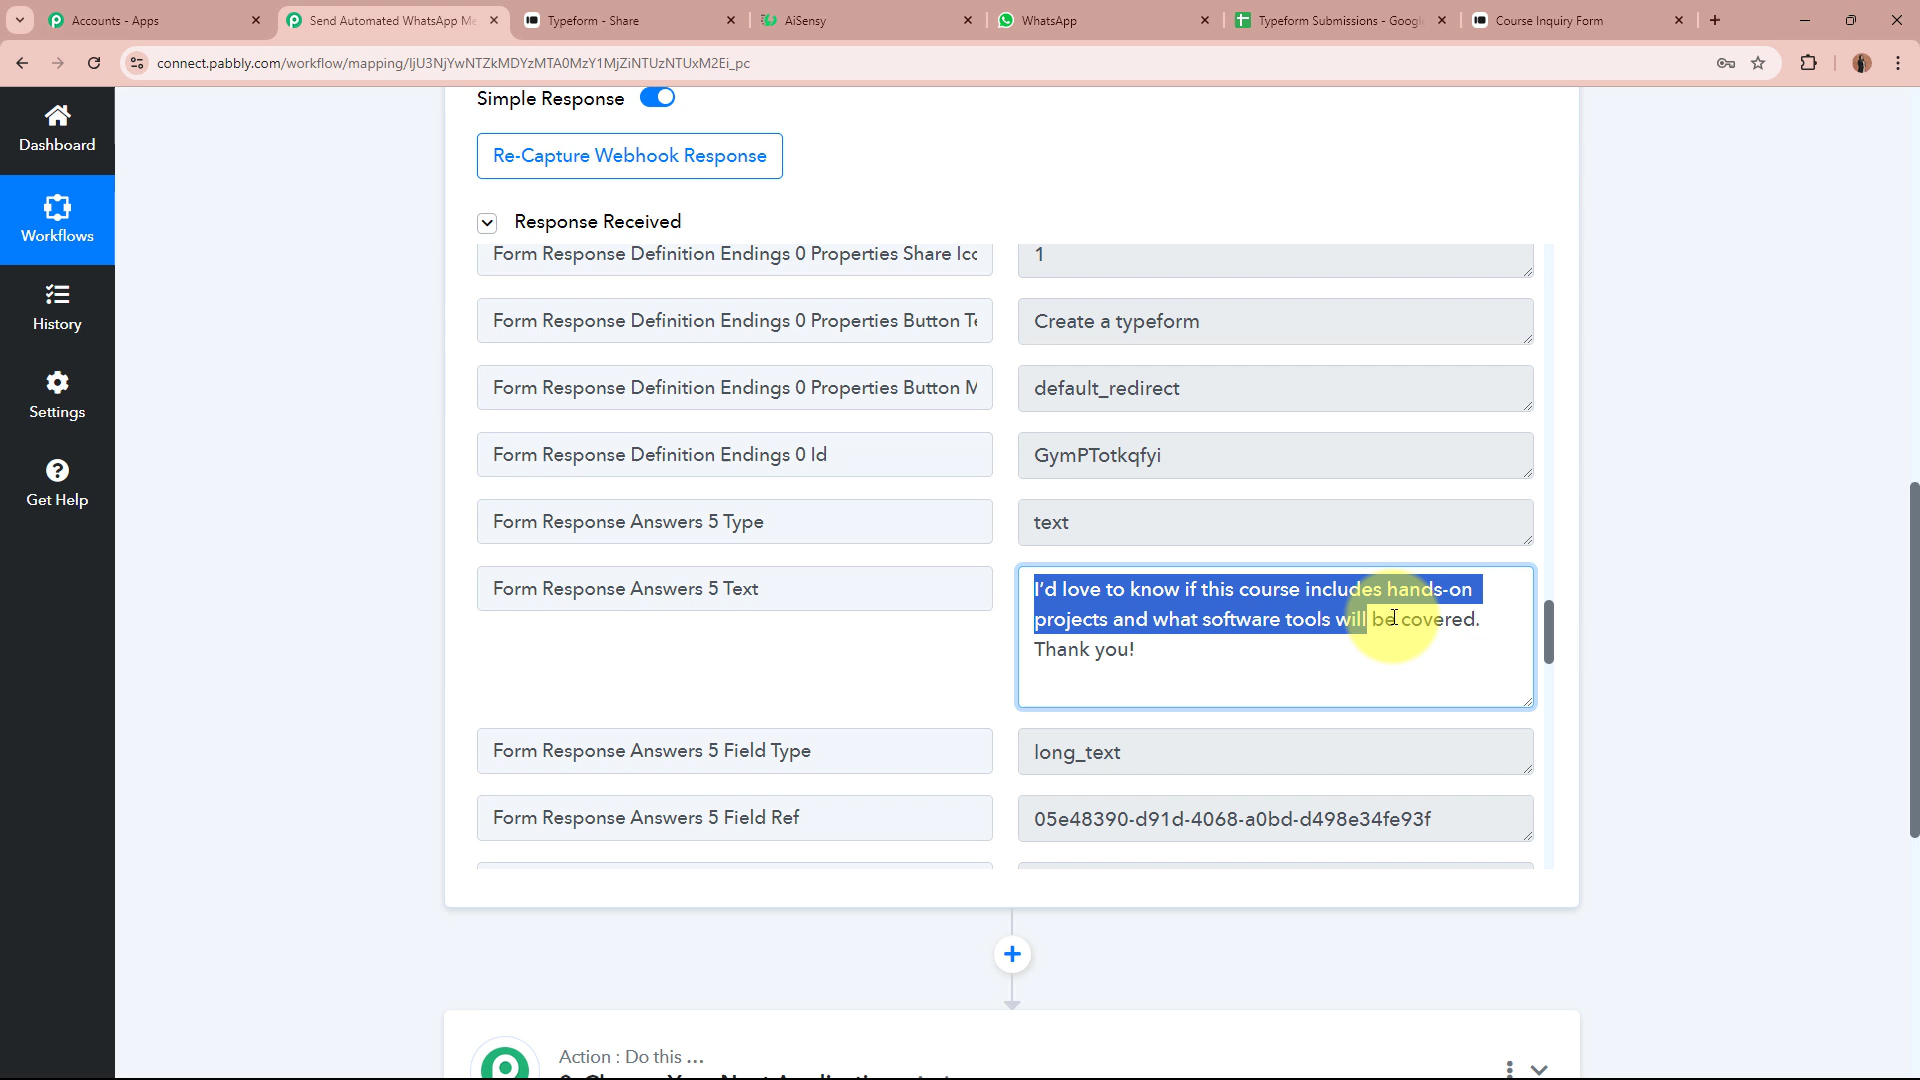 Accounts - Apps
Send Automated WhatsApp Me
Typeform - Share
AiSensy
WhatsApp
Typeform Submissions - Googl
Course Inquiry Form
connect.pabbly.com/workflow/mapping/IjU3NjYwNTZkMDYzMTA0MzY1MjZiNTUzNTUxM2Ei_pc
Dashboard
Workflows
History
Settings
Get Help
Simple Response
Re-Capture Webhook Response
Response Received
Form Response Definition Endings 0 Properties Share Icc
1
Form Response Definition Endings 0 Properties Button Te
Create a typeform
Form Response Definition Endings 0 Properties Button M
default_redirect
Form Response Definition Endings 0 Id
GymPTotkqfyi
Form Response Answers 5 Type
text
Form Response Answers 5 Text
I'd love to know if this course includes hands-on
projects and what software tools will be covered.
Thank you!
Form Response Answers 5 Field Type
long_text
Form Response Answers 5 Field Ref
05e48390-d91d-4068-a0bd-d498e34fe93f
Action : Do this ...